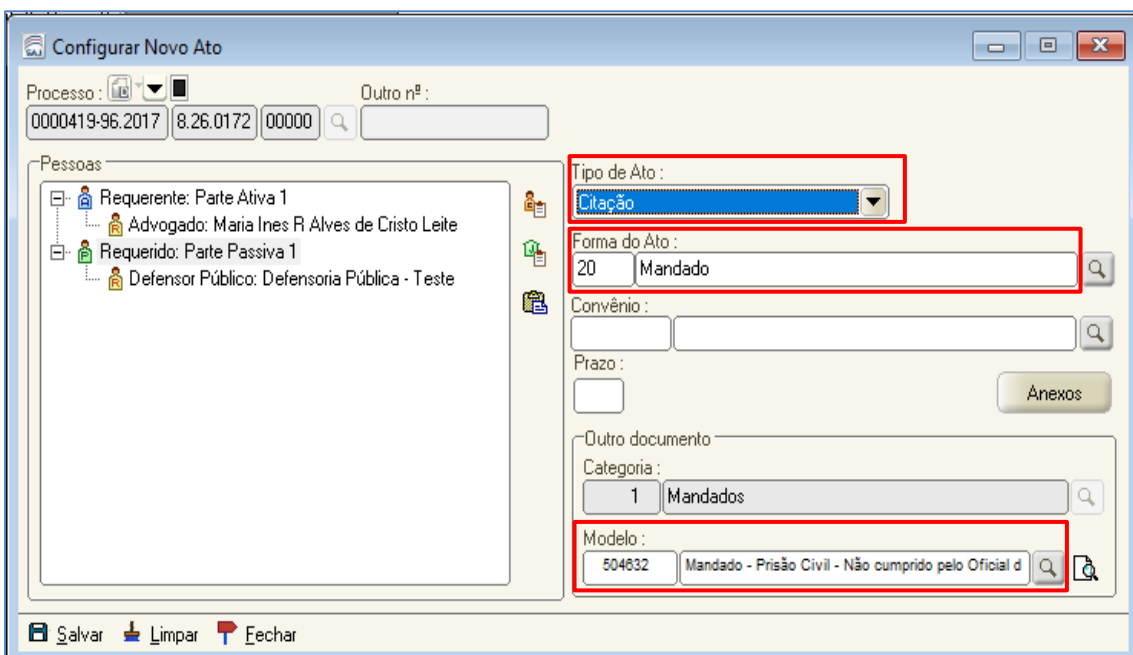 Configurar Novo Ato
Processo :
Outro nº :
0000419-96.2017 8.26.0172 00000
Pessoas
Requerente: Parte Ativa 1
Advogado: Maria Ines R Alves de Cristo Leite
Requerido: Parte Passiva 1
Defensor Público: Defensoria Pública - Teste
Tipo de Ato :
Citação
Forma do Ato :
20 Mandado
Convênio :
Prazo :
Anexos
Outro documento
Categoria :
1 Mandados
Modelo :
504632 Mandado - Prisão Civil - Não cumprido pelo Oficial d
Salvar Limpar Fechar